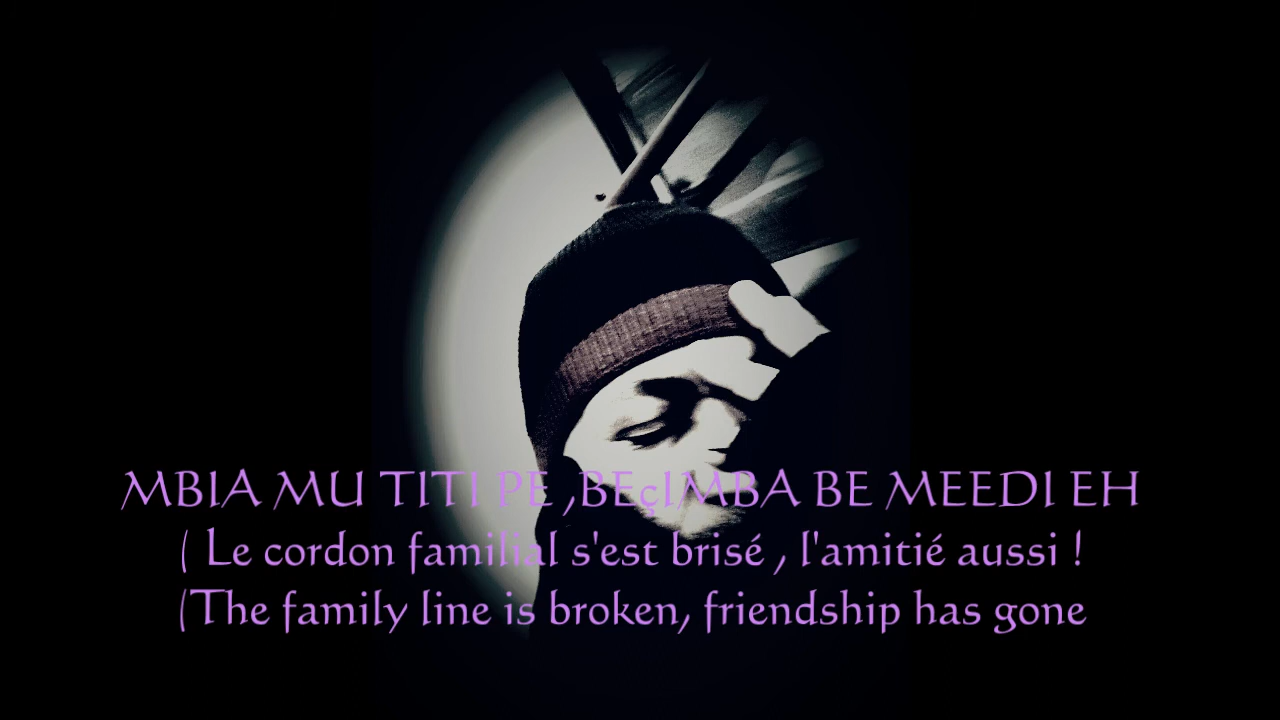 MBIA MU TITI PE ,BEçIMBA BE MEEDI EH
( Le cordon familial s'est brisé , l'amitié aussi !
(The family line is broken, friendship has gone